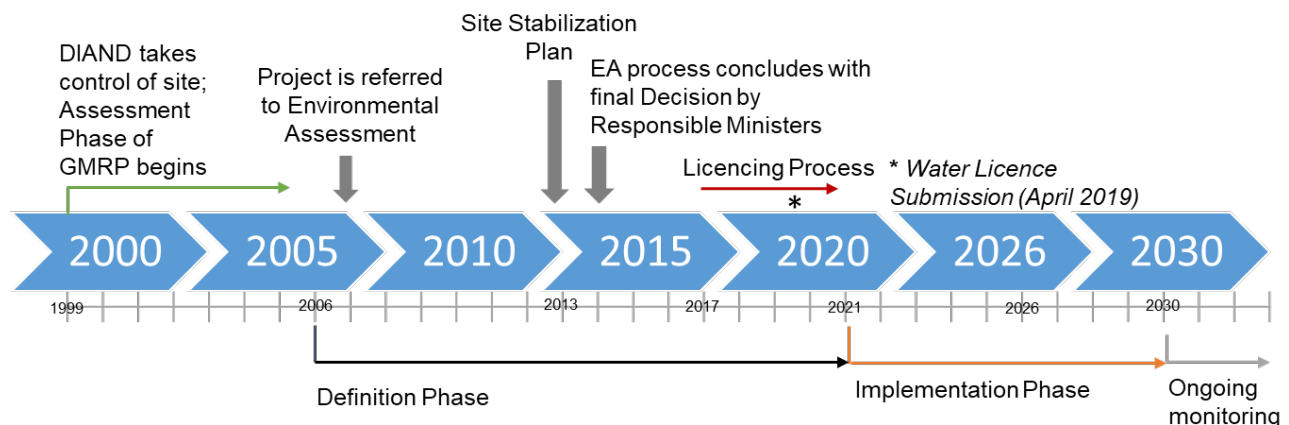 DIAND takes
control of site;
Assessment
Phase of
GMRP begins
Project is referred
to Environmental
Assessment
Site Stabilization
Plan
EA process concludes with
final Decision by
Responsible Ministers
Licencing Process
*
* Water Licence
Submission (April 2019)
2000
2005
2010
2015
2020
2026
2030
1999
2006
2013
2017
2021
2026
2030
Definition Phase
Implementation Phase
Ongoing
monitoring